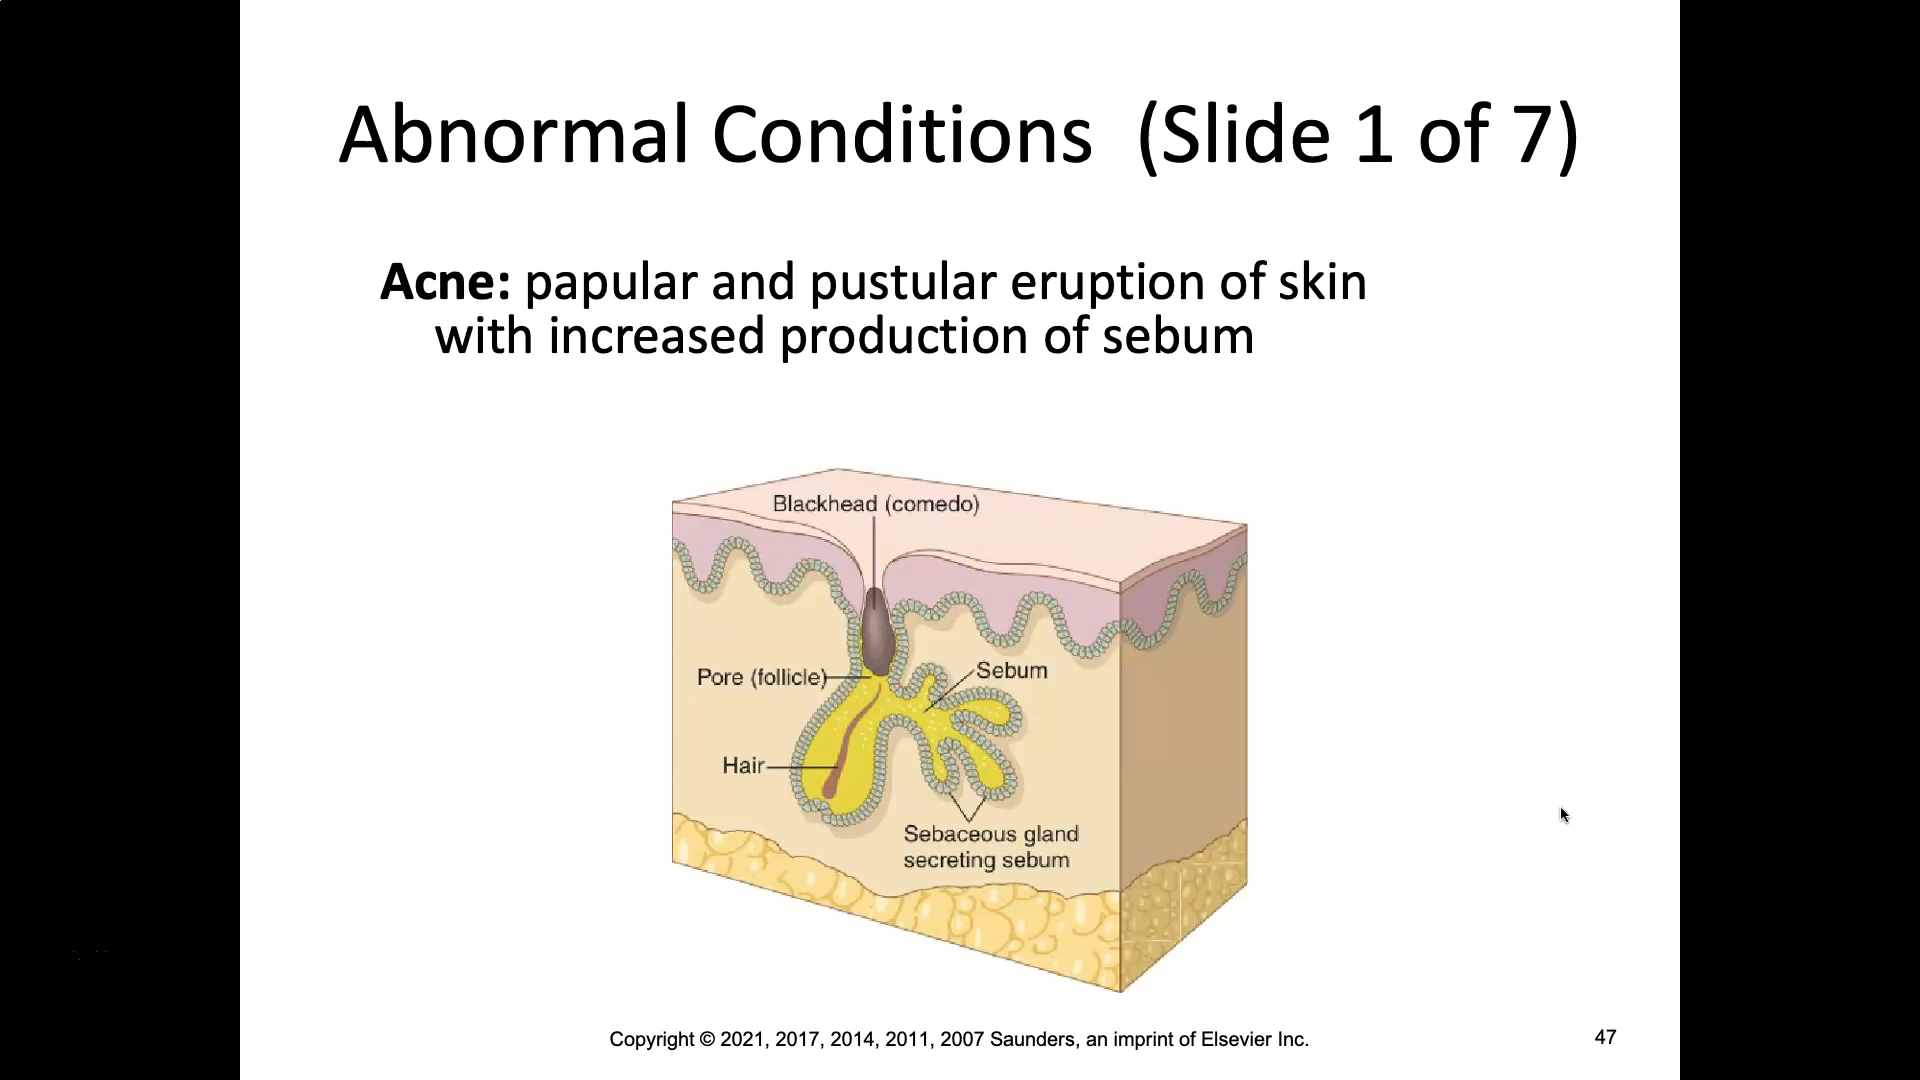 Abnormal Conditions (Slide 1 of 7)
Acne: papular and pustular eruption of skin
with increased production of sebum
Blackhead (comedo)
Pore (follicle)
Sebum
Hair
Sebaceous gland
secreting sebum
Copyright © 2021, 2017, 2014, 2011, 2007 Saunders, an imprint of Elsevier Inc.
47